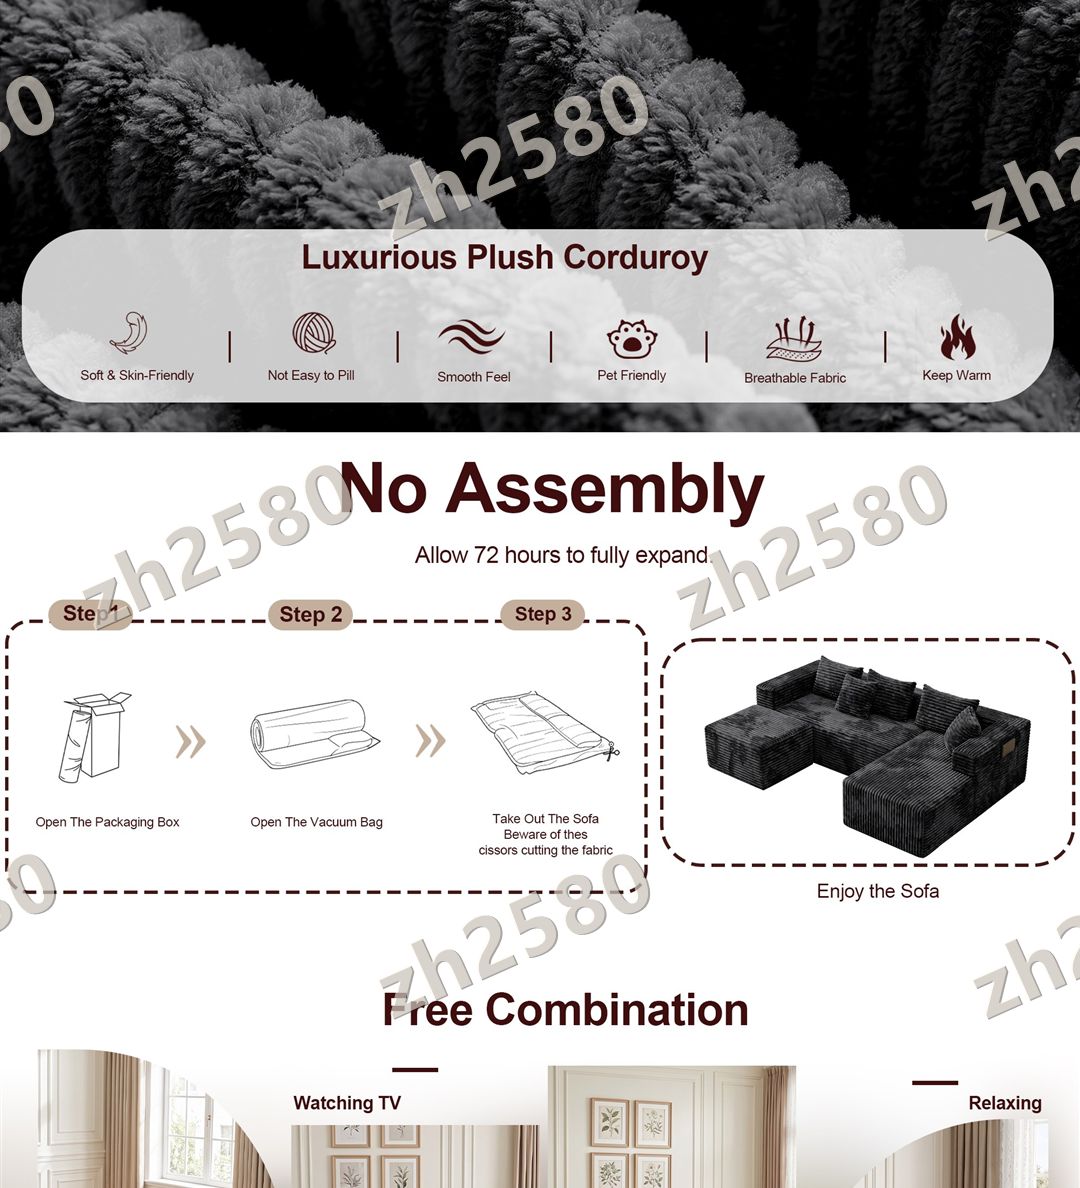 zh2580
Luxurious Plush Corduroy
Soft & Skin-Friendly
Not Easy to Pill
Smooth Feel
Pet Friendly
Breathable Fabric
Keep Warm
No Assembly
zh2580
zh2580
Allow 72 hours to fully expand.
Step1
Step 2
Step 3
Open The Packaging Box
Open The Vacuum Bag
Take Out The Sofa
Beware of thes
cissors cutting the fabric
Enjoy the Sofa
zh2580
Free Combination
Watching TV
Relaxing